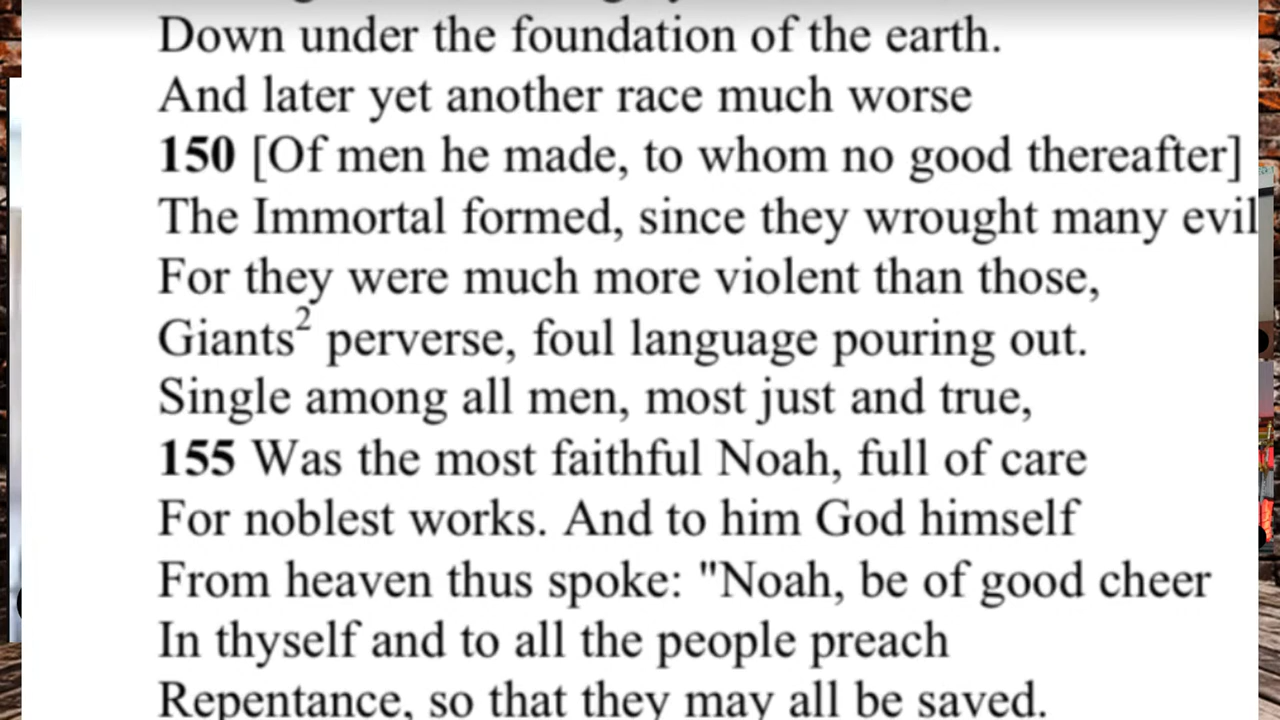 Down under the foundation of the earth.
And later yet another race much worse
150 [Of men he made, to whom no good thereafter]
The Immortal formed, since they wrought many evil
For they were much more violent than those,
Giants² perverse, foul language pouring out.
Single among all men, most just and true,
155 Was the most faithful Noah, full of care
For noblest works. And to him God himself
From heaven thus spoke: "Noah, be of good cheer
In thyself and to all the people preach
Repentance, so that they may all be saved.